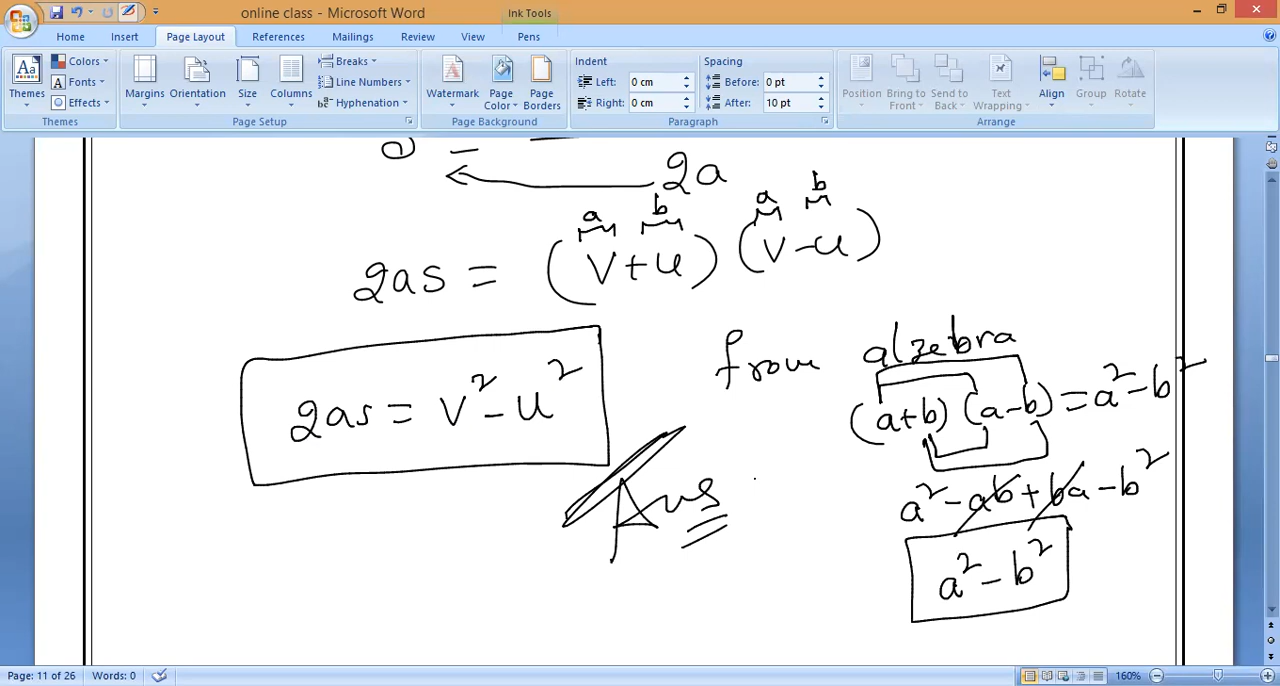 online class - Microsoft Word
Ink Tools
Home Insert Page Layout References Mailings Review View Pens
Themes Colors Fonts Effects
Themes
Margins Orientation Size Columns Breaks Line Numbers Hyphenation
Page Setup
Watermark Page Color Page Borders
Page Background
Indent Left: 0 cm Right: 0 cm
Spacing Before: 0 pt After: 10 pt
Paragraph
Position Bring to Front Send to Back Text Wrapping Align Group Rotate
Arrange
2a
a b a b
2as = (v+u) (v-u)
from alzebra
(a+b) (a-b) = a²-b²
2as = v²-u²
a²-ab+ba-b²
Ans
a²-b²
Page: 11 of 26 Words: 0 160%